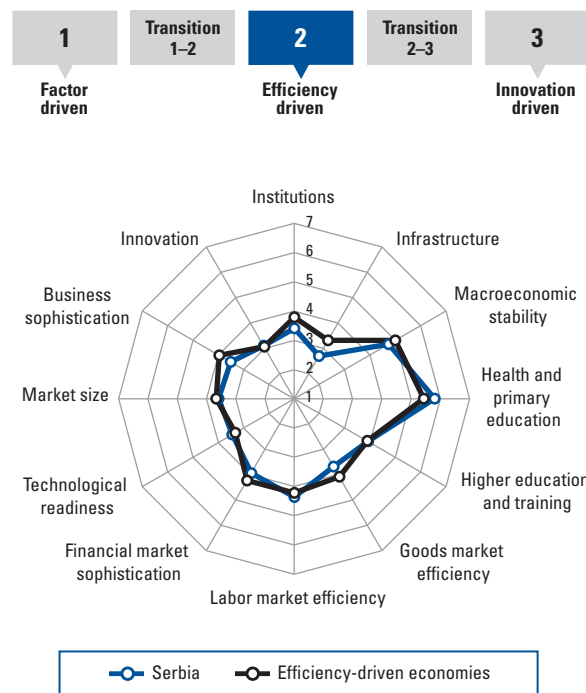 1
Transition
1–2
2
Transition
2–3
3
Factor
driven
Efficiency
driven
Innovation
driven
Institutions
7
Innovation
Infrastructure
6
5
Business
sophistication
Macroeconomic
stability
4
3
2
Market size
1
Health and
primary
education
Technological
readiness
Higher education
and training
Financial market
sophistication
Goods market
efficiency
Labor market efficiency
Serbia
Efficiency-driven economies